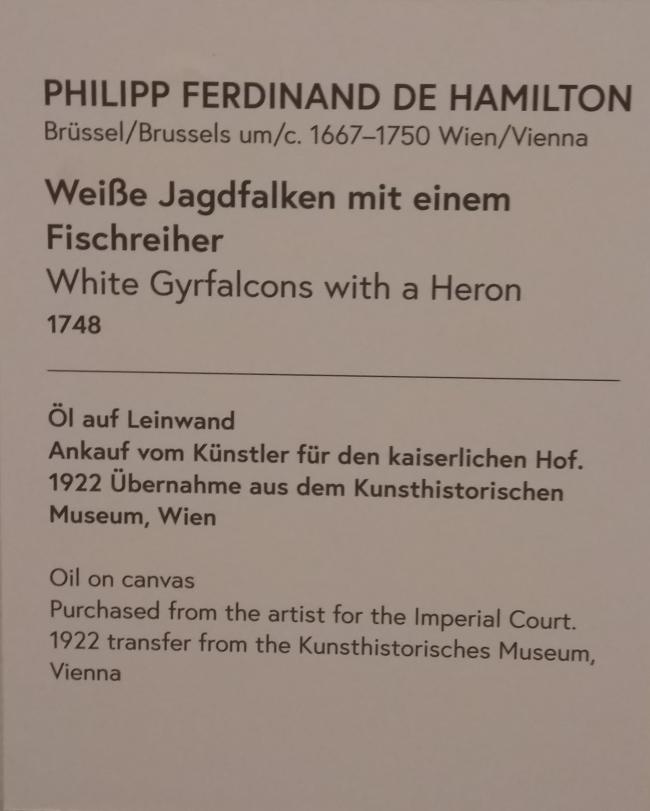 PHILIPP FERDINAND DE HAMILTON
Brüssel/Brussels um/c. 1667–1750 Wien/Vienna
Weiße Jagdfalken mit einem
Fischreiher
White Gyrfalcons with a Heron
1748
Öl auf Leinwand
Ankauf vom Künstler für den kaiserlichen Hof.
1922 Übernahme aus dem Kunsthistorischen
Museum, Wien
Oil on canvas
Purchased from the artist for the Imperial Court.
1922 transfer from the Kunsthistorisches Museum,
Vienna